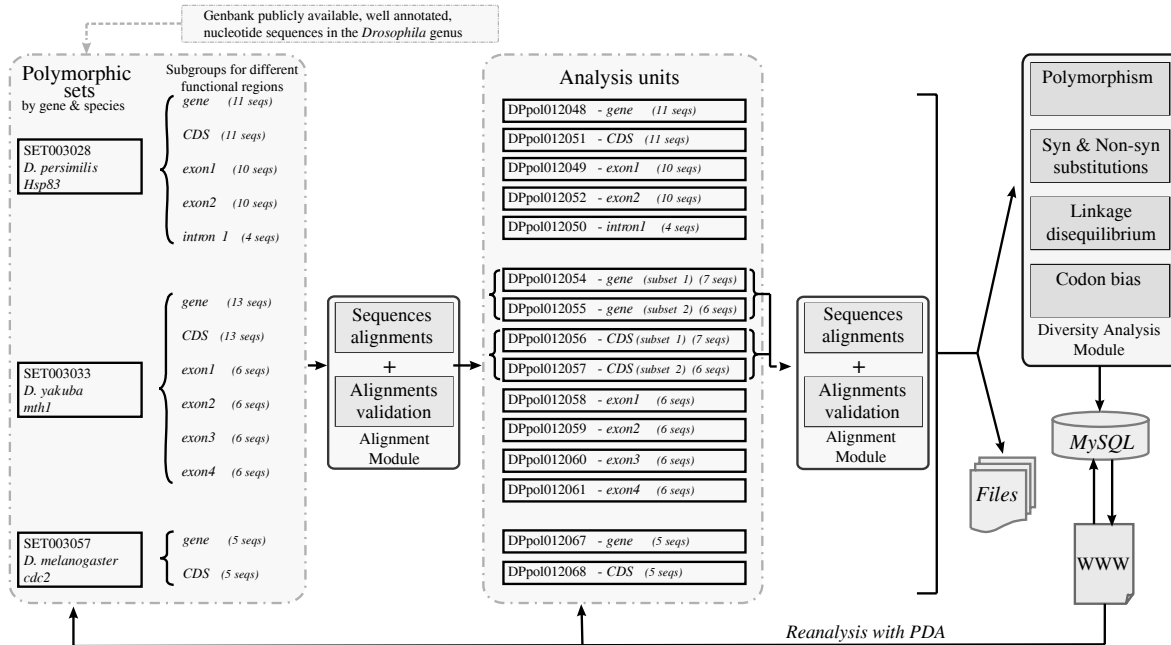 Genbank publicly available, well annotated,
nucleotide sequences in the Drosophila genus
Polymorphic
sets
by gene & species
Subgroups for different
functional regions
SET003028
D. persimilis
Hsp83
gene (11 seqs)
CDS (11 seqs)
exon1 (10 seqs)
exon2 (10 seqs)
intron 1 (4 seqs)
SET003033
D. yakuba
mth1
gene (13 seqs)
CDS (13 seqs)
exon1 (6 seqs)
exon2 (6 seqs)
exon3 (6 seqs)
exon4 (6 seqs)
SET003057
D. melanogaster
cdc2
gene (5 seqs)
CDS (5 seqs)
Sequences
alignments
+
Alignments
validation
Alignment
Module
Analysis units
DPpol012048 - gene (11 seqs)
DPpol012051 - CDS (11 seqs)
DPpol012049 - exon1 (10 seqs)
DPpol012052 - exon2 (10 seqs)
DPpol012050 - intron1 (4 seqs)
DPpol012054 - gene (subset 1) (7 seqs)
DPpol012055 - gene (subset 2) (6 seqs)
DPpol012056 - CDS (subset 1) (7 seqs)
DPpol012057 - CDS (subset 2) (6 seqs)
DPpol012058 - exon1 (6 seqs)
DPpol012059 - exon2 (6 seqs)
DPpol012060 - exon3 (6 seqs)
DPpol012061 - exon4 (6 seqs)
DPpol012067 - gene (5 seqs)
DPpol012068 - CDS (5 seqs)
Sequences
alignments
+
Alignments
validation
Alignment
Module
Polymorphism
Syn & Non-syn
substitutions
Linkage
disequilibrium
Codon bias
Diversity Analysis
Module
MySQL
Files
WWW
Reanalysis with PDA